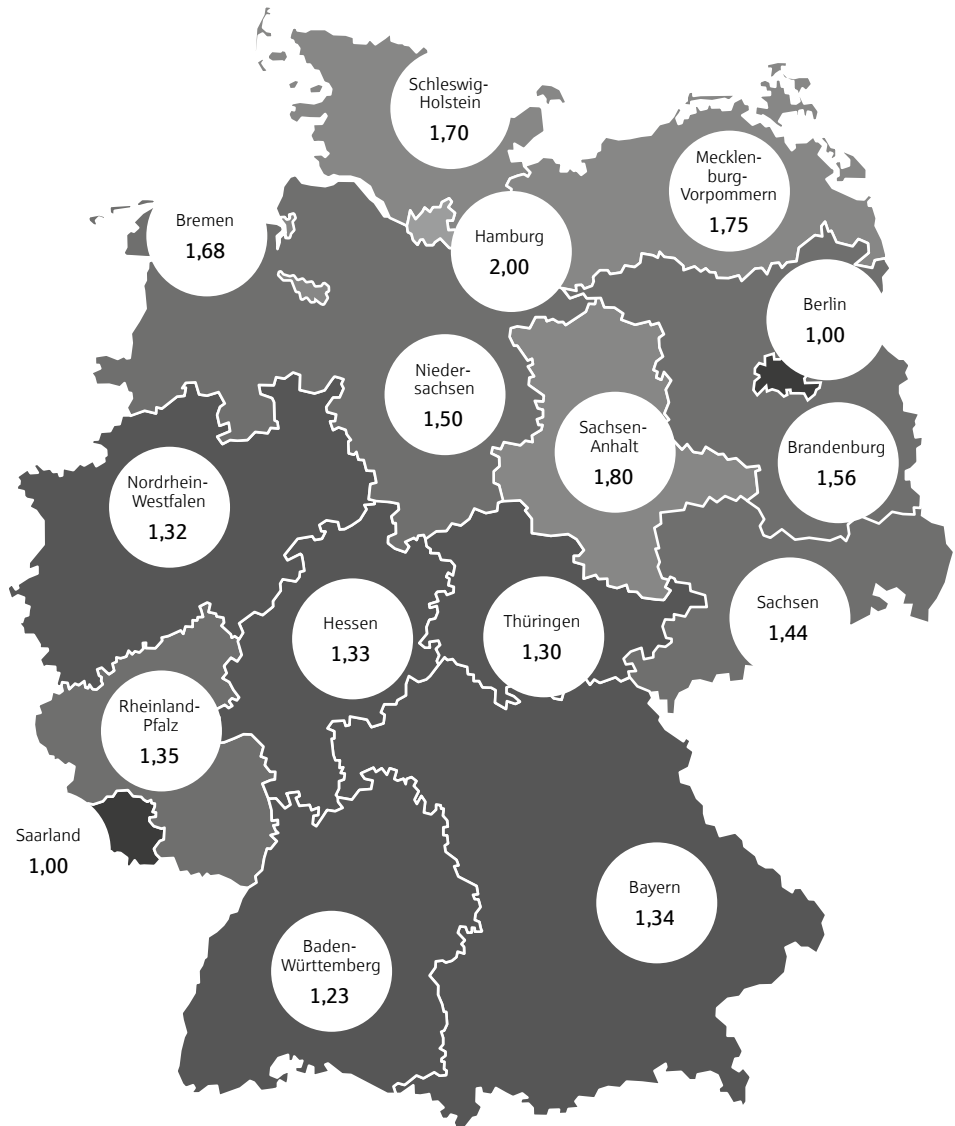 Schleswig-
Holstein
1,70
Mecklen-
burg-
Vorpommern
1,75
Bremen
1,68
Hamburg
2,00
Berlin
1,00
Nieder-
sachsen
1,50
Sachsen-
Anhalt
1,80
Brandenburg
1,56
Nordrhein-
Westfalen
1,32
Hessen
1,33
Thüringen
1,30
Sachsen
1,44
Rheinland-
Pfalz
1,35
Saarland
1,00
Bayern
1,34
Baden-
Württemberg
1,23